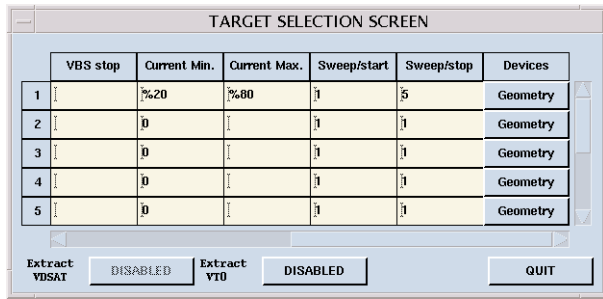 TARGET SELECTION SCREEN
VBS stop Current Min. Current Max. Sweep/start Sweep/stop Devices
1 %20 %80 1 5 Geometry
2 0 1 1 Geometry
3 0 1 1 Geometry
4 0 1 1 Geometry
5 0 1 1 Geometry
Extract VDSAT DISABLED Extract VT0 DISABLED QUIT